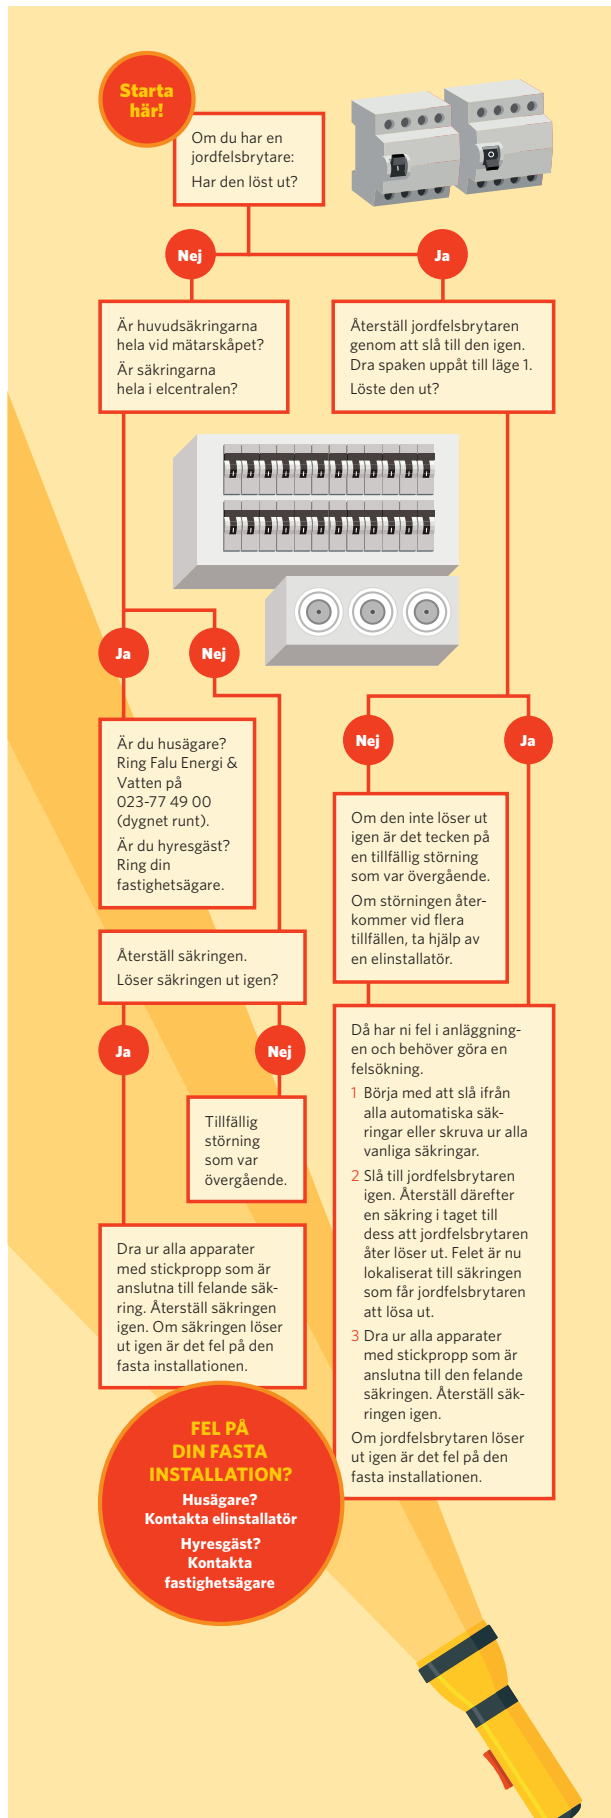 Starta
här!
Om du har en
jordfelsbrytare:
Har den löst ut?
Nej
Ja
Är huvudsäkringarna
hela vid mätarskåpet?
Är säkringarna
hela i elcentralen?
Återställ jordfelsbrytaren
genom att slå till den igen.
Dra spaken uppåt till läge 1.
Löste den ut?
Ja
Nej
Är du husägare?
Ring Falu Energi &
Vatten på
023-77 49 00
(dygnet runt).
Är du hyresgäst?
Ring din
fastighetsägare.
Nej
Ja
Om den inte löser ut
igen är det tecken på
en tillfällig störning
som var övergående.
Om störningen åter-
kommer vid flera
tillfällen, ta hjälp av
en elinstallatör.
Återställ säkringen.
Löser säkringen ut igen?
Ja
Nej
Tillfällig
störning
som var
övergående.
Dra ur alla apparater
med stickpropp som är
anslutna till felande säk-
ring. Återställ säkringen
igen. Om säkringen löser
ut igen är det fel på den
fasta installationen.
Då har ni fel i anläggning-
en och behöver göra en
felsökning.
1 Börja med att slå ifrån
alla automatiska säk-
ringar eller skruva ur alla
vanliga säkringar.
2 Slå till jordfelsbrytaren
igen. Återställ därefter
en säkring i taget till
dess att jordfelsbrytaren
åter löser ut. Felet är nu
lokaliserat till säkringen
som får jordfelsbrytaren
att lösa ut.
3 Dra ur alla apparater
med stickpropp som är
anslutna till den felande
säkringen. Återställ säk-
ringen igen.
Om jordfelsbrytaren löser
ut igen är det fel på den
fasta installationen.
FEL PÅ
DIN FASTA
INSTALLATION?
Husägare?
Kontakta elinstallatör
Hyresgäst?
Kontakta
fastighetsägare